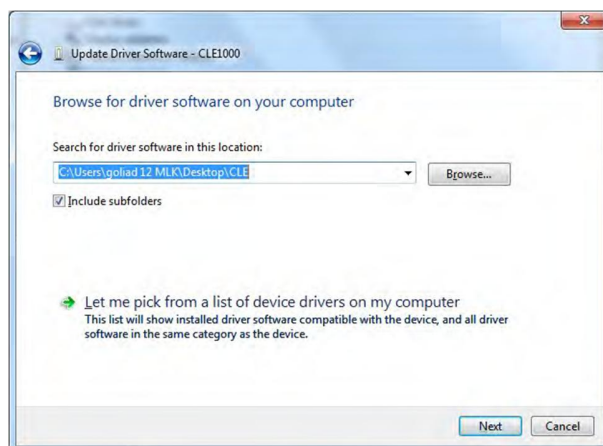 Update Driver Software - CLE1000
Browse for driver software on your computer
Search for driver software in this location:
C:\Users\goliad 12 MLK\Desktop\CLE
Browse...
Include subfolders
Let me pick from a list of device drivers on my computer
This list will show installed driver software compatible with the device, and all driver
software in the same category as the device.
Next Cancel